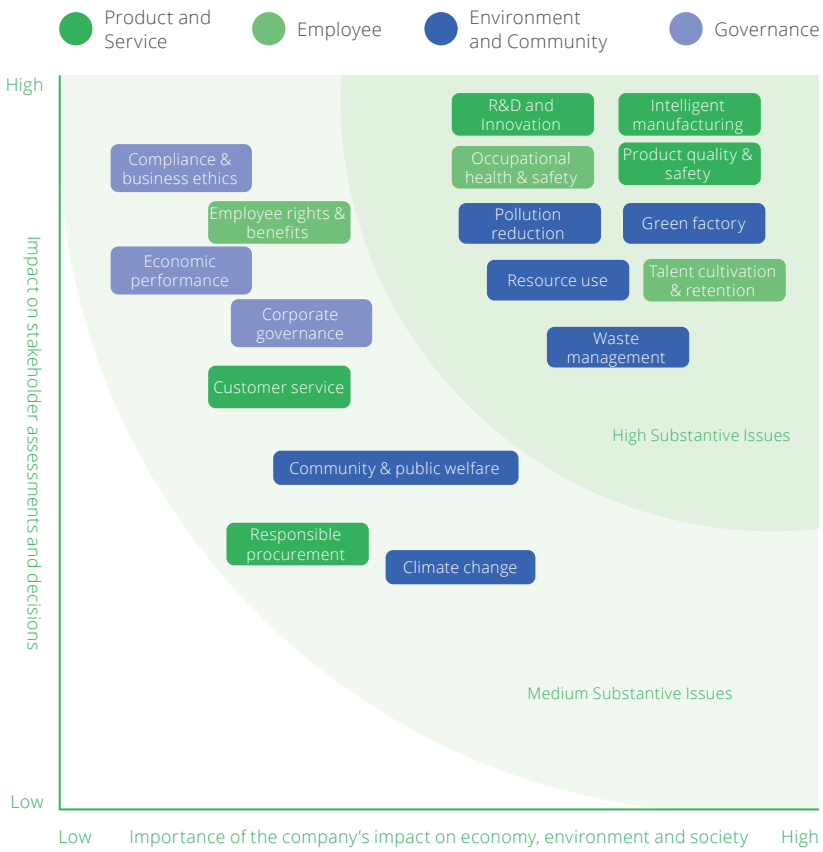 Product and
Service
Employee
Environment
and Community
Governance
High
Impact on stakeholder assessments and decisions
R&D and
Innovation
Intelligent
manufacturing
Compliance &
business ethics
Occupational
health & safety
Product quality &
safety
Employee rights &
benefits
Pollution
reduction
Green factory
Economic
performance
Resource use
Talent cultivation
& retention
Corporate
governance
Waste
management
Customer service
High Substantive Issues
Community & public welfare
Responsible
procurement
Climate change
Medium Substantive Issues
Low
Low
Importance of the company’s impact on economy, environment and society
High